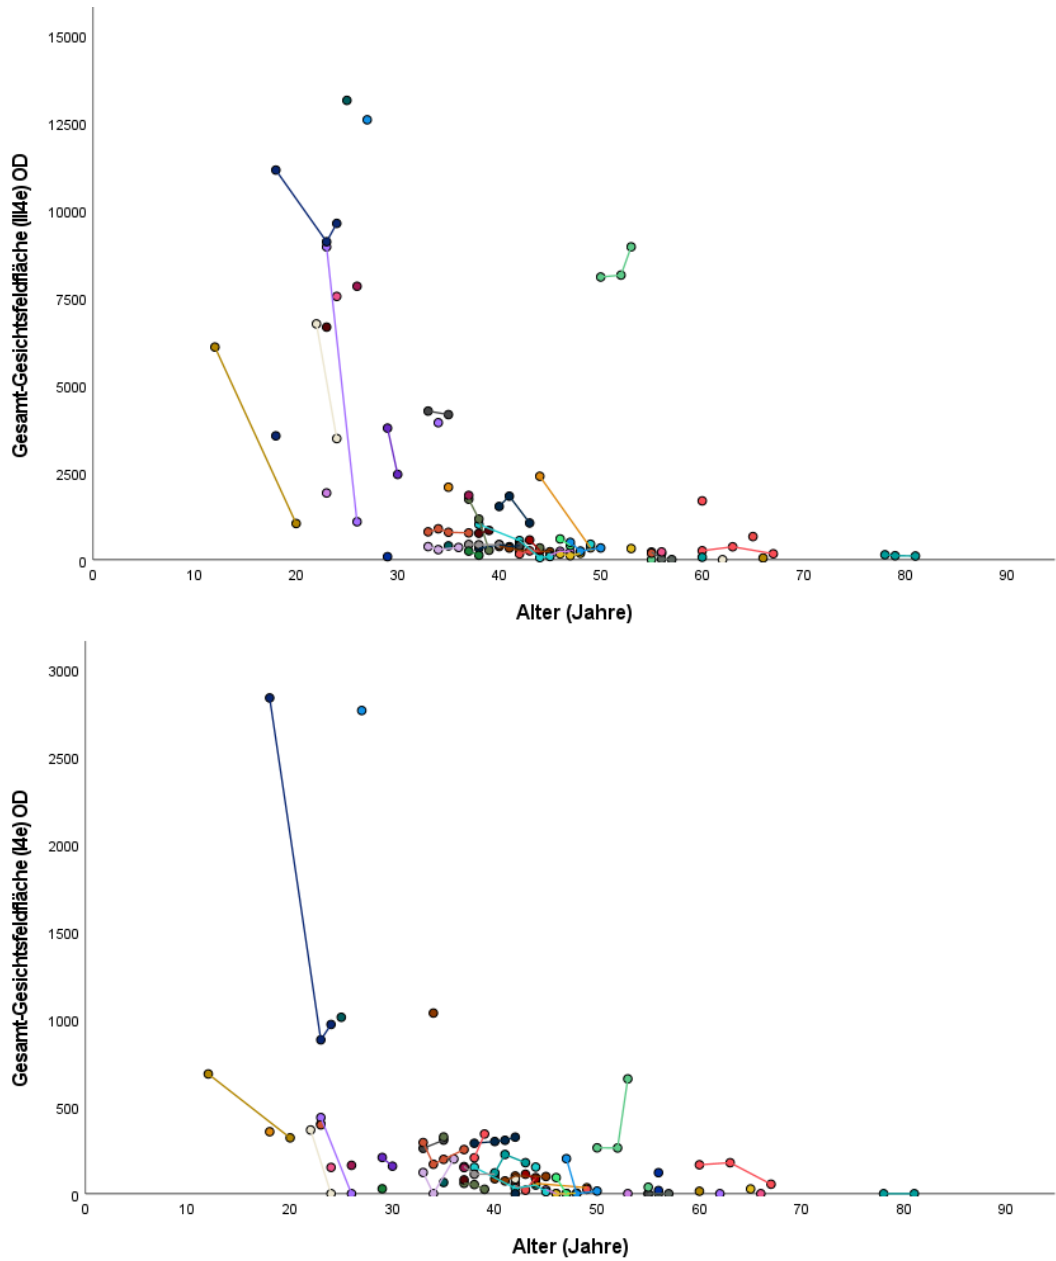 15000
12500
10000
7500
5000
2500
0
0 10 20 30 40 50 60 70 80 90
Gesamt-Gesichtsfeldfläche (III4e) OD
Alter (Jahre)
3000
2500
2000
1500
1000
500
0
0 10 20 30 40 50 60 70 80 90
Gesamt-Gesichtsfeldfläche (I4e) OD
Alter (Jahre)